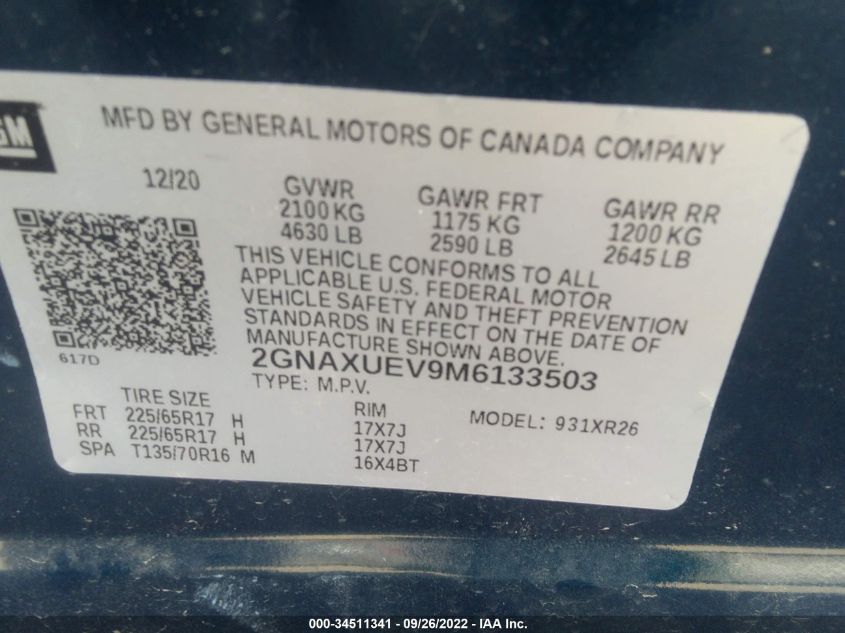 GM
MFD BY GENERAL MOTORS OF CANADA COMPANY
12/20 GVWR GAWR FRT GAWR RR
2100 KG 1175 KG 1200 KG
4630 LB 2590 LB 2645 LB
THIS VEHICLE CONFORMS TO ALL
APPLICABLE U.S. FEDERAL MOTOR
VEHICLE SAFETY AND THEFT PREVENTION
STANDARDS IN EFFECT ON THE DATE OF
MANUFACTURE SHOWN ABOVE.
617D
2GNAXUEV9M6133503
TYPE: M.P.V.
TIRE SIZE RIM MODEL: 931XR26
FRT 225/65R17 H 17X7J
RR 225/65R17 H 17X7J
SPA T135/70R16 M 16X4BT
000-34511341 - 09/26/2022 - IAA Inc.